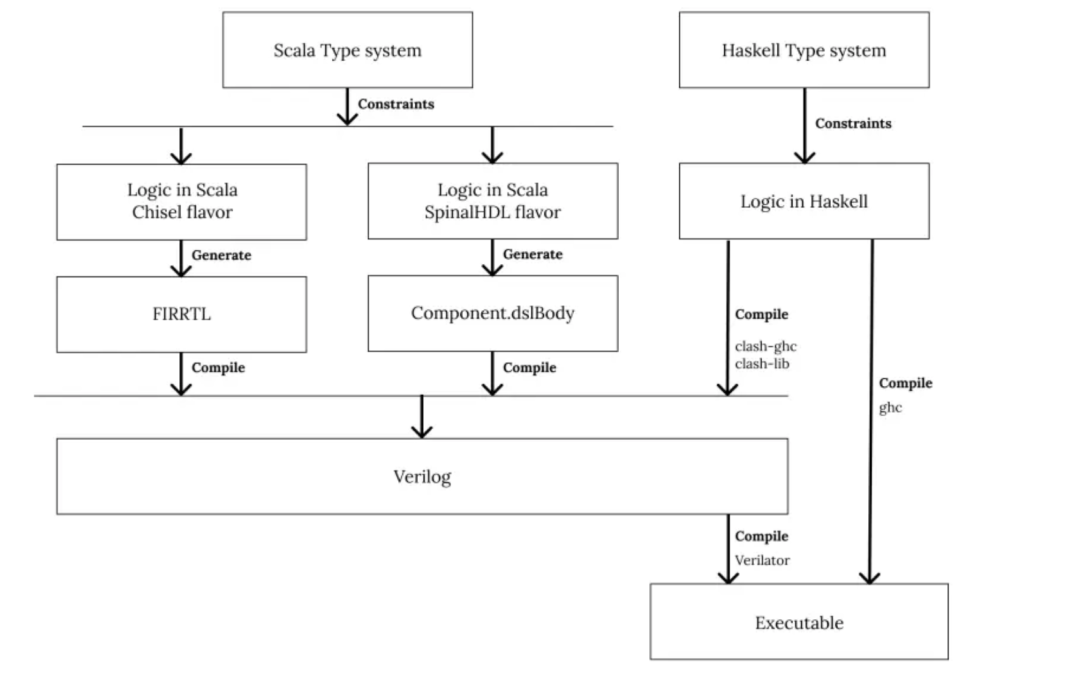 Scala Type system
Haskell Type system
Constraints
Constraints
Logic in Scala
Chisel flavor
Logic in Scala
SpinalHDL flavor
Logic in Haskell
Generate
Generate
FIRRTL
Component.dslBody
Compile
clash-ghc
clash-lib
Compile
Compile
Compile
ghc
Verilog
Compile
Verilator
Executable